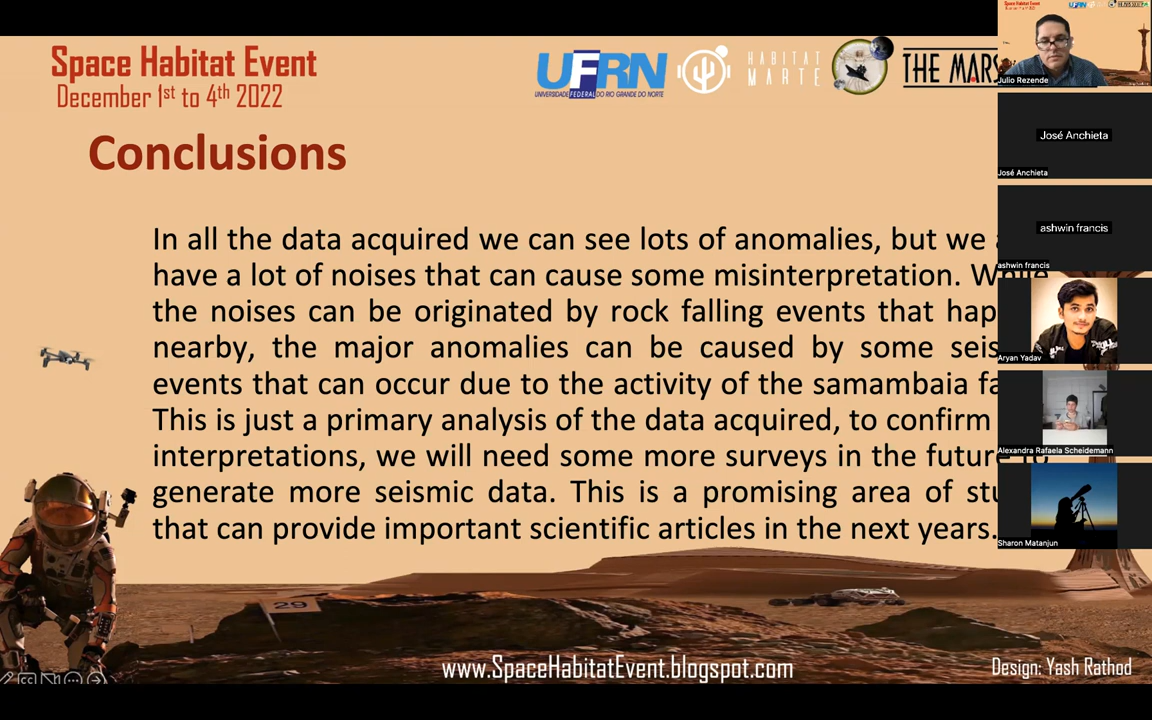 Space Habitat Event
December 1st to 4th 2022
UFRN
UNIVERSIDADE FEDERAL DO RIO GRANDE DO NORTE
HABITAT
MARTE
THE MARS
Conclusions
In all the data acquired we can see lots of anomalies, but we
have a lot of noises that can cause some misinterpretation. While
the noises can be originated by rock falling events that hap
nearby, the major anomalies can be caused by some seis
events that can occur due to the activity of the samambaia fa
This is just a primary analysis of the data acquired, to confirm
interpretations, we will need some more surveys in the future to
generate more seismic data. This is a promising area of stu
that can provide important scientific articles in the next years.
29
www.SpaceHabitatEvent.blogspot.com
Design: Yash Rathod
Julio Rezende
José Anchieta
José Anchieta
ashwin francis
ashwin francis
Aryan Yadav
Alexandra Rafaela Scheidemann
Sharon Matanjun